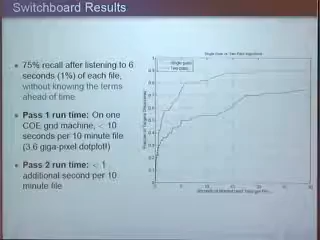 Switchboard Results
75% recall after listening to 6
seconds (1%) of each file,
without knowing the terms
ahead of time
Pass 1 run time: On one
COE grid machine, < 10
seconds per 10 minute file
(3.6 giga-pixel dotplot!)
Pass 2 run time: < 1
additional second per 10
minute file